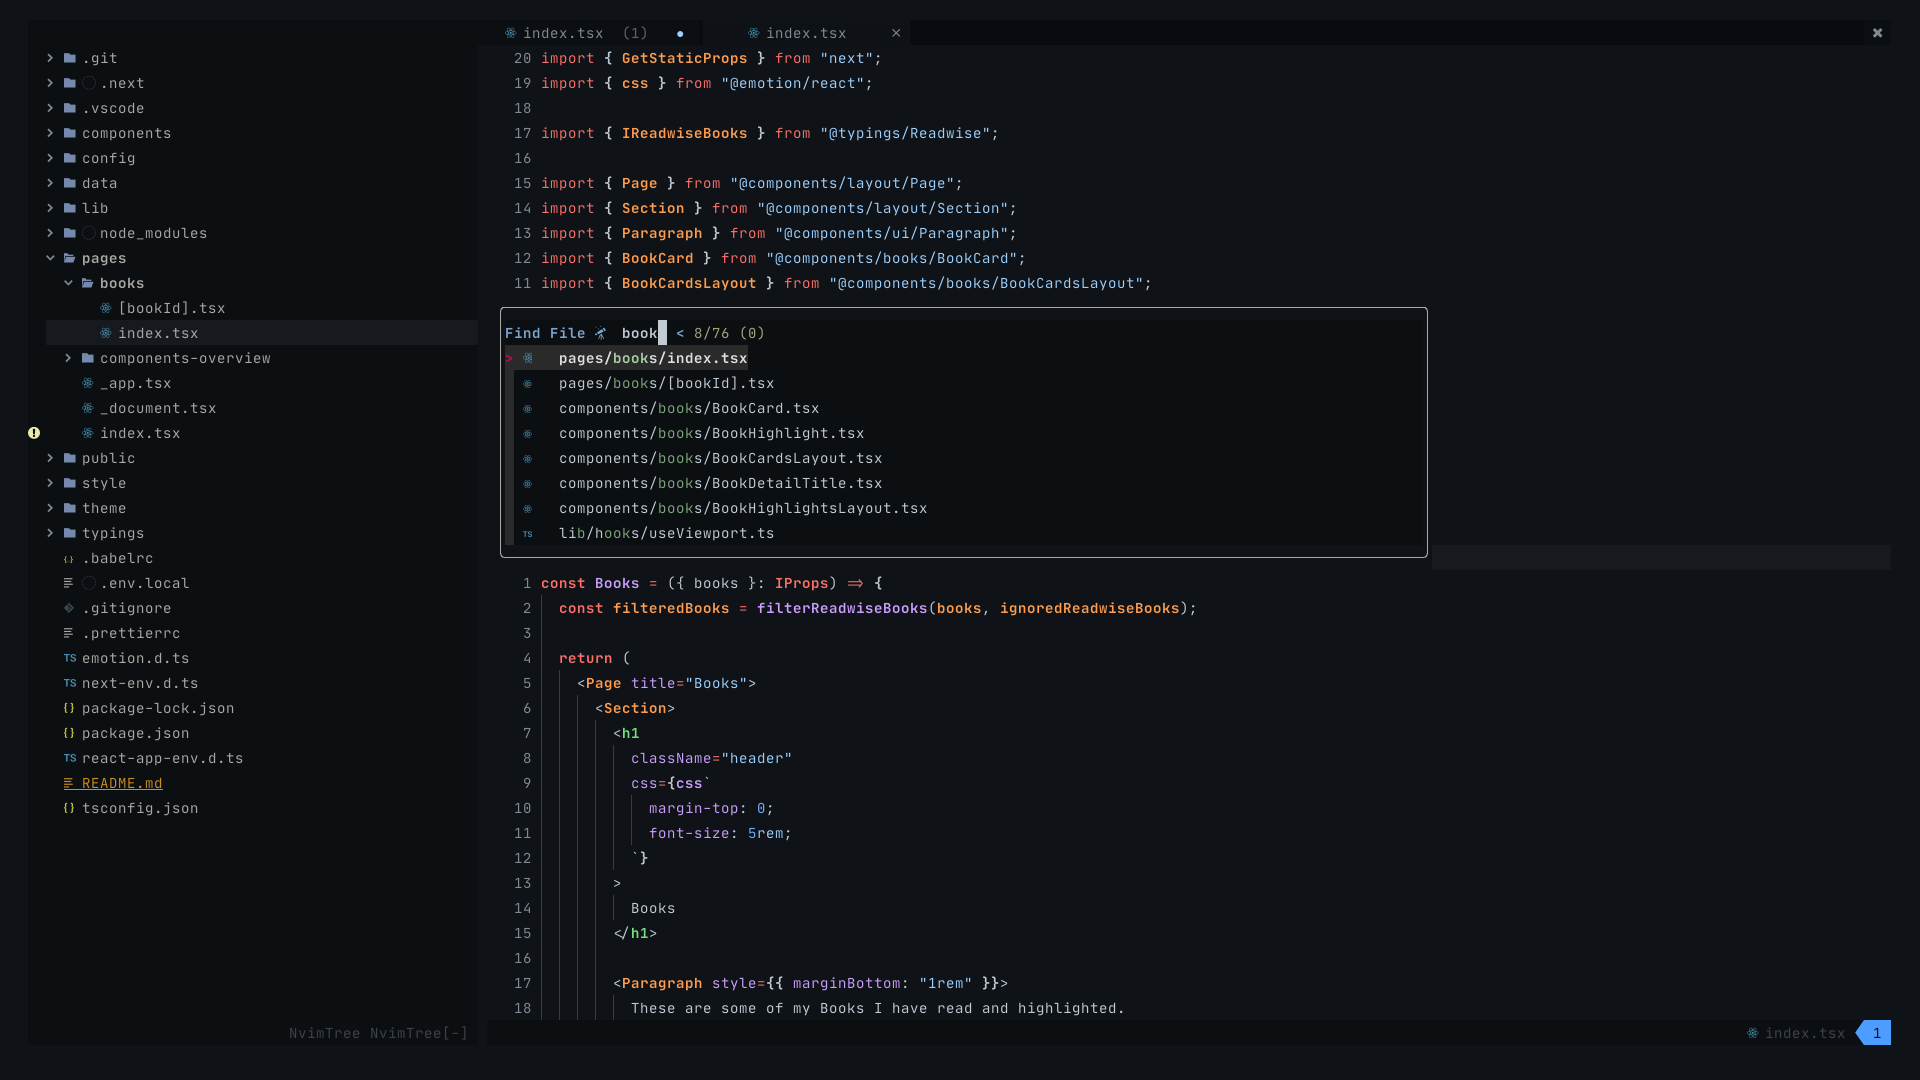 index.tsx (1) ● index.tsx × ✖
.git
.next
.vscode
components
config
data
lib
node_modules
pages
books
[bookId].tsx
index.tsx
components-overview
_app.tsx
_document.tsx
index.tsx
public
style
theme
typings
{.} .babelrc
.env.local
.gitignore
.prettierrc
TS emotion.d.ts
TS next-env.d.ts
{} package-lock.json
{} package.json
TS react-app-env.d.ts
README.md
{} tsconfig.json
NvimTree NvimTree[-]
20 import { GetStaticProps } from "next";
19 import { css } from "@emotion/react";
18
17 import { IReadwiseBooks } from "@typings/Readwise";
16
15 import { Page } from "@components/layout/Page";
14 import { Section } from "@components/layout/Section";
13 import { Paragraph } from "@components/ui/Paragraph";
12 import { BookCard } from "@components/books/BookCard";
11 import { BookCardsLayout } from "@components/books/BookCardsLayout";
Find File book < 8/76 (0)
> pages/books/index.tsx
pages/books/[bookId].tsx
components/books/BookCard.tsx
components/books/BookHighlight.tsx
components/books/BookCardsLayout.tsx
components/books/BookDetailTitle.tsx
components/books/BookHighlightsLayout.tsx
TS lib/hooks/useViewport.ts
1 const Books = ({ books }: IProps) ⇒ {
2 const filteredBooks = filterReadwiseBooks(books, ignoredReadwiseBooks);
3
4 return (
5 <Page title="Books">
6 <Section>
7 <h1
8 className="header"
9 css={css`
10 margin-top: 0;
11 font-size: 5rem;
12 `}
13 >
14 Books
15 </h1>
16
17 <Paragraph style={{ marginBottom: "1rem" }}>
18 These are some of my Books I have read and highlighted.
index.tsx 1